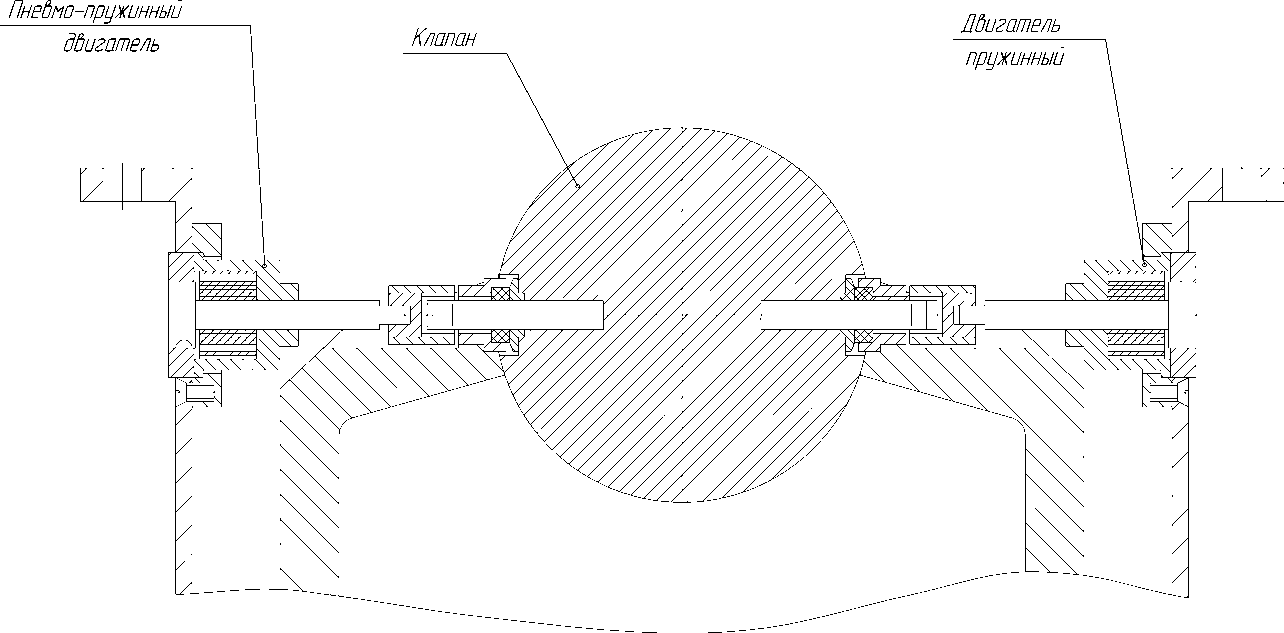 Пневмо-пружинный
двигатель
Клапан
Двигатель
пружинный